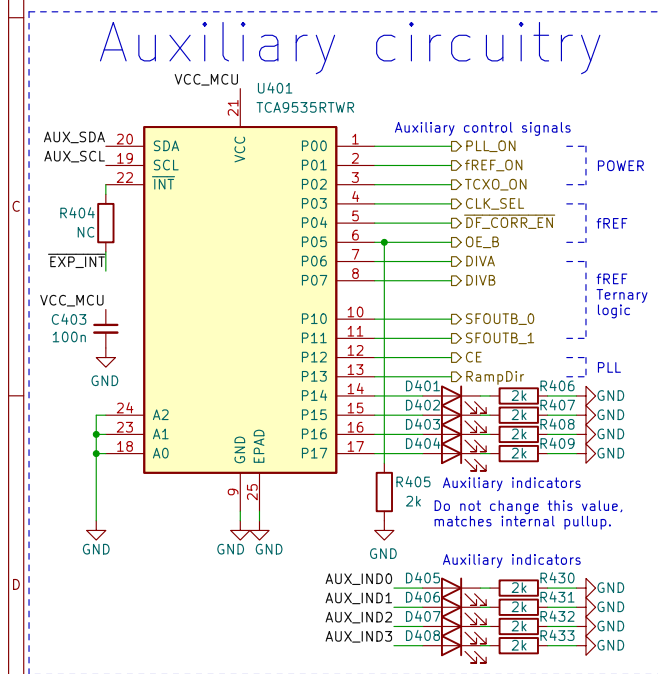 Auxiliary circuitry
VCC_MCU
U401
TCA9535RTWR
21
VCC
Auxiliary control signals
AUX_SDA 20 SDA P00 1 PLL_ON
AUX_SCL 19 SCL P01 2 fREF_ON POWER
22 INT P02 3 TCXO_ON
P03 4 CLK_SEL
R404 P04 5 DF_CORR_EN fREF
NC P05 6 OE_B
EXP_INT P06 7 DIVA
P07 8 DIVB fREF
Ternary
logic
VCC_MCU
C403 P10 10 SFOUTB_0
100n P11 11 SFOUTB_1
P12 12 CE PLL
GND P13 13 RampDir
P14 14 D401 2k R406 GND
24 A2 P15 15 D402 2k R407 GND
23 A1 P16 16 D403 2k R408 GND
18 A0 P17 17 D404 2k R409 GND
GND EPAD
Auxiliary indicators
9 25 R405
2k
Do not change this value,
matches internal pullup.
GND GND GND GND
Auxiliary indicators
AUX_IND0 D405 2k R430 GND
AUX_IND1 D406 2k R431 GND
AUX_IND2 D407 2k R432 GND
AUX_IND3 D408 2k R433 GND
C
D